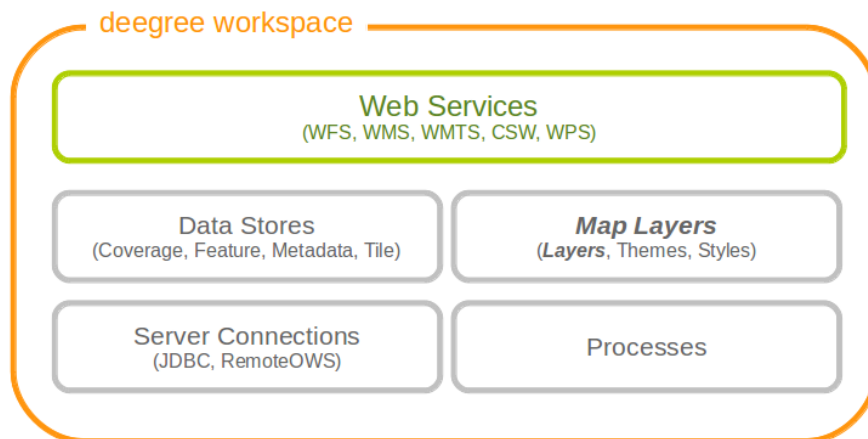 deegree workspace
Web Services
(WFS, WMS, WMTS, CSW, WPS)
Data Stores
(Coverage, Feature, Metadata, Tile)
Map Layers
(Layers, Themes, Styles)
Server Connections
(JDBC, RemoteOWS)
Processes